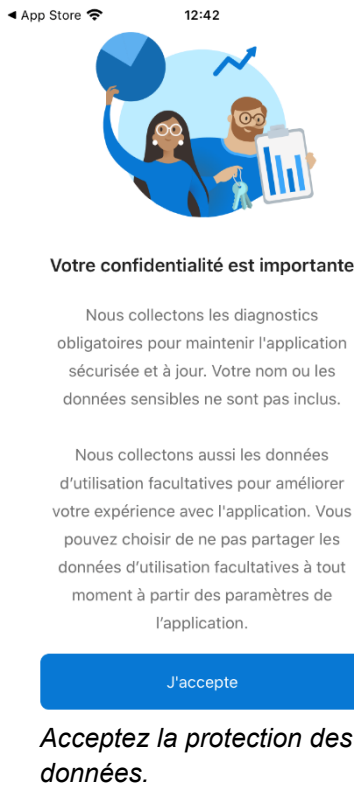 ◀ App Store 12:42
Votre confidentialité est importante
Nous collectons les diagnostics
obligatoires pour maintenir l'application
sécurisée et à jour. Votre nom ou les
données sensibles ne sont pas inclus.
Nous collectons aussi les données
d’utilisation facultatives pour améliorer
votre expérience avec l'application. Vous
pouvez choisir de ne pas partager les
données d’utilisation facultatives à tout
moment à partir des paramètres de
l’application.
J'accepte
Acceptez la protection des
données.